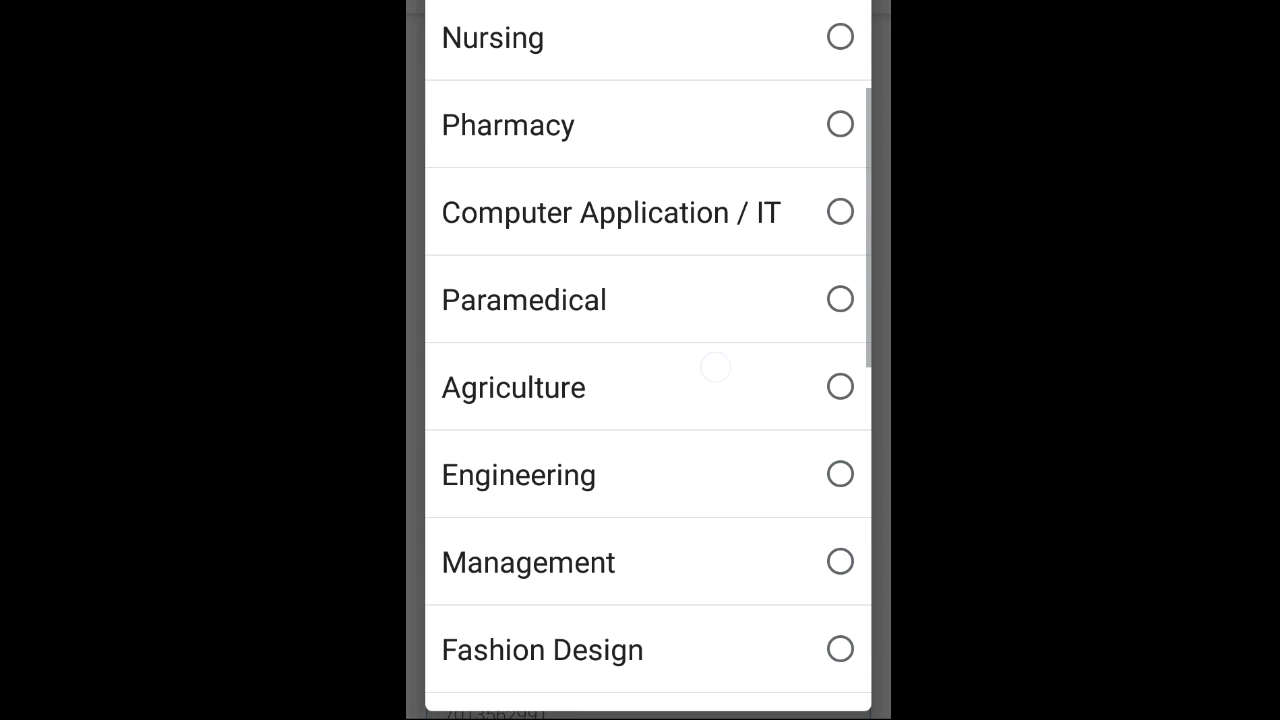 Nursing
Pharmacy
Computer Application / IT
Paramedical
Agriculture
Engineering
Management
Fashion Design